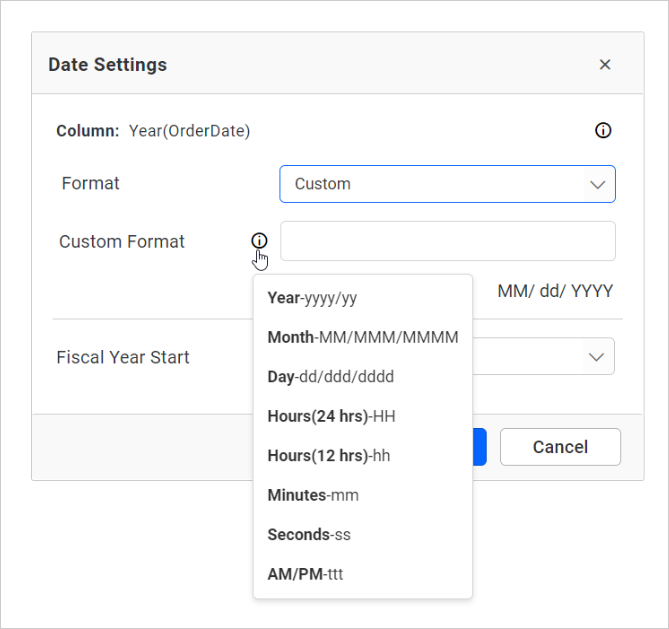 Date Settings
Column: Year(OrderDate)
Format
Custom
Custom Format
MM/ dd/ YYYY
Year-yyyy/yy
Month-MM/MMM/MMMM
Fiscal Year Start
Day-dd/ddd/dddd
Hours(24 hrs)-HH
Hours(12 hrs)-hh
Cancel
Minutes-mm
Seconds-ss
AM/PM-ttt